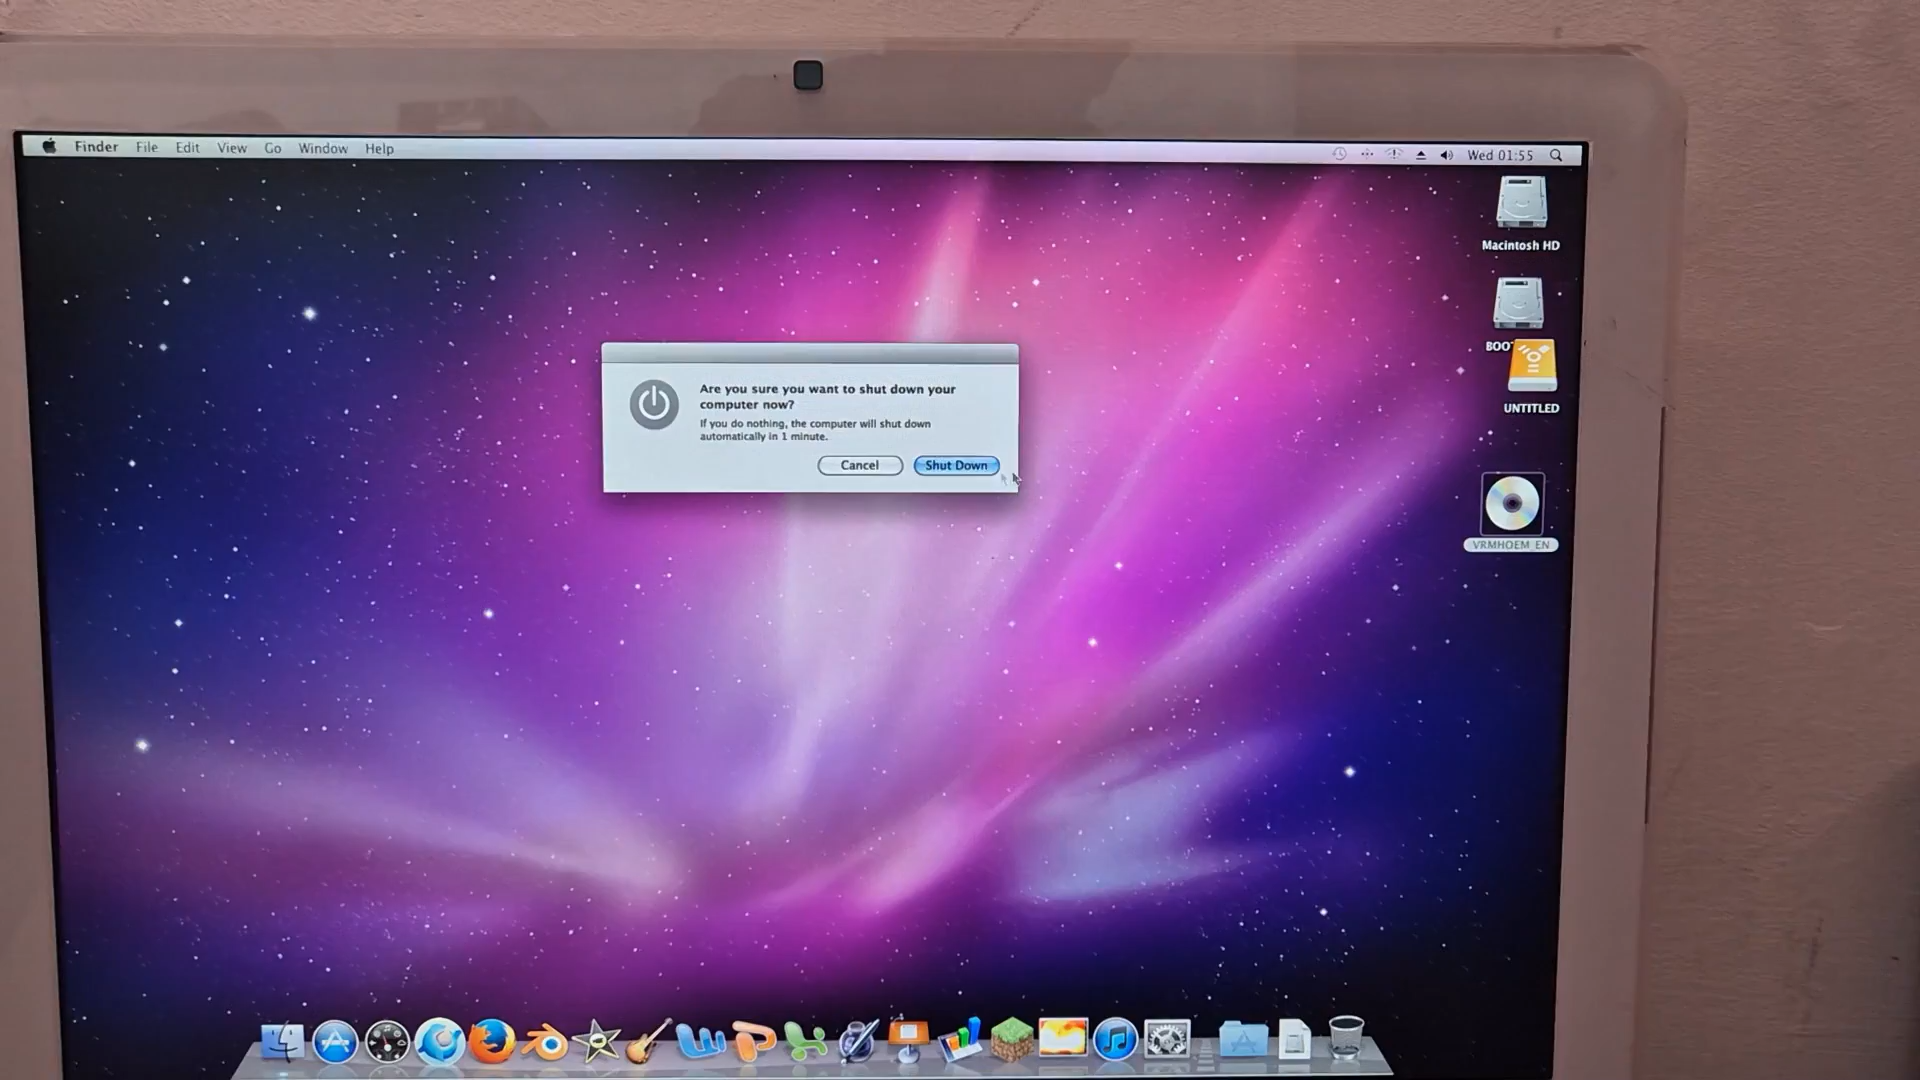 Finder File Edit View Go Window Help
Wed 01:55
Macintosh HD
BOO
UNTITLED
VRMHOEM_EN
Are you sure you want to shut down your
computer now?
If you do nothing, the computer will shut down
automatically in 1 minute.
Cancel Shut Down